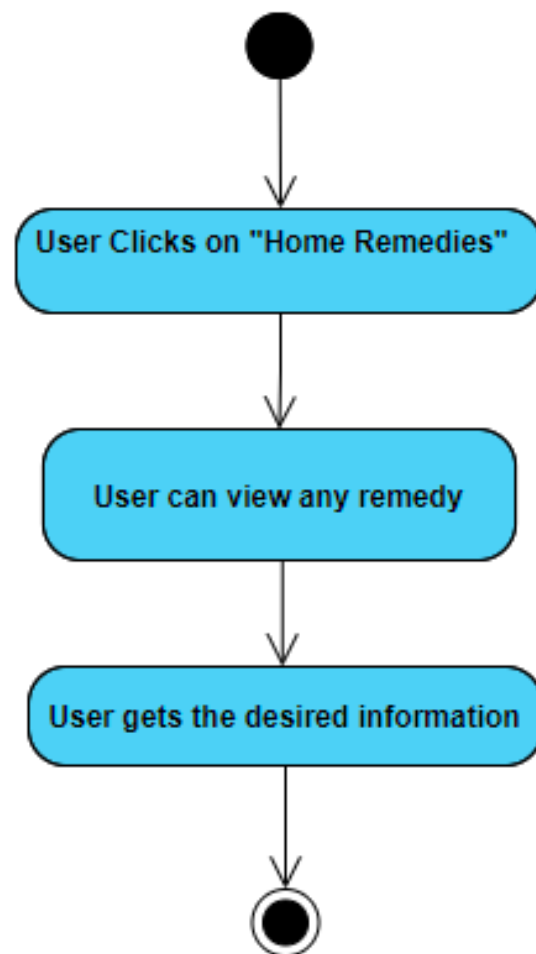 User Clicks on "Home Remedies"
User can view any remedy
User gets the desired information